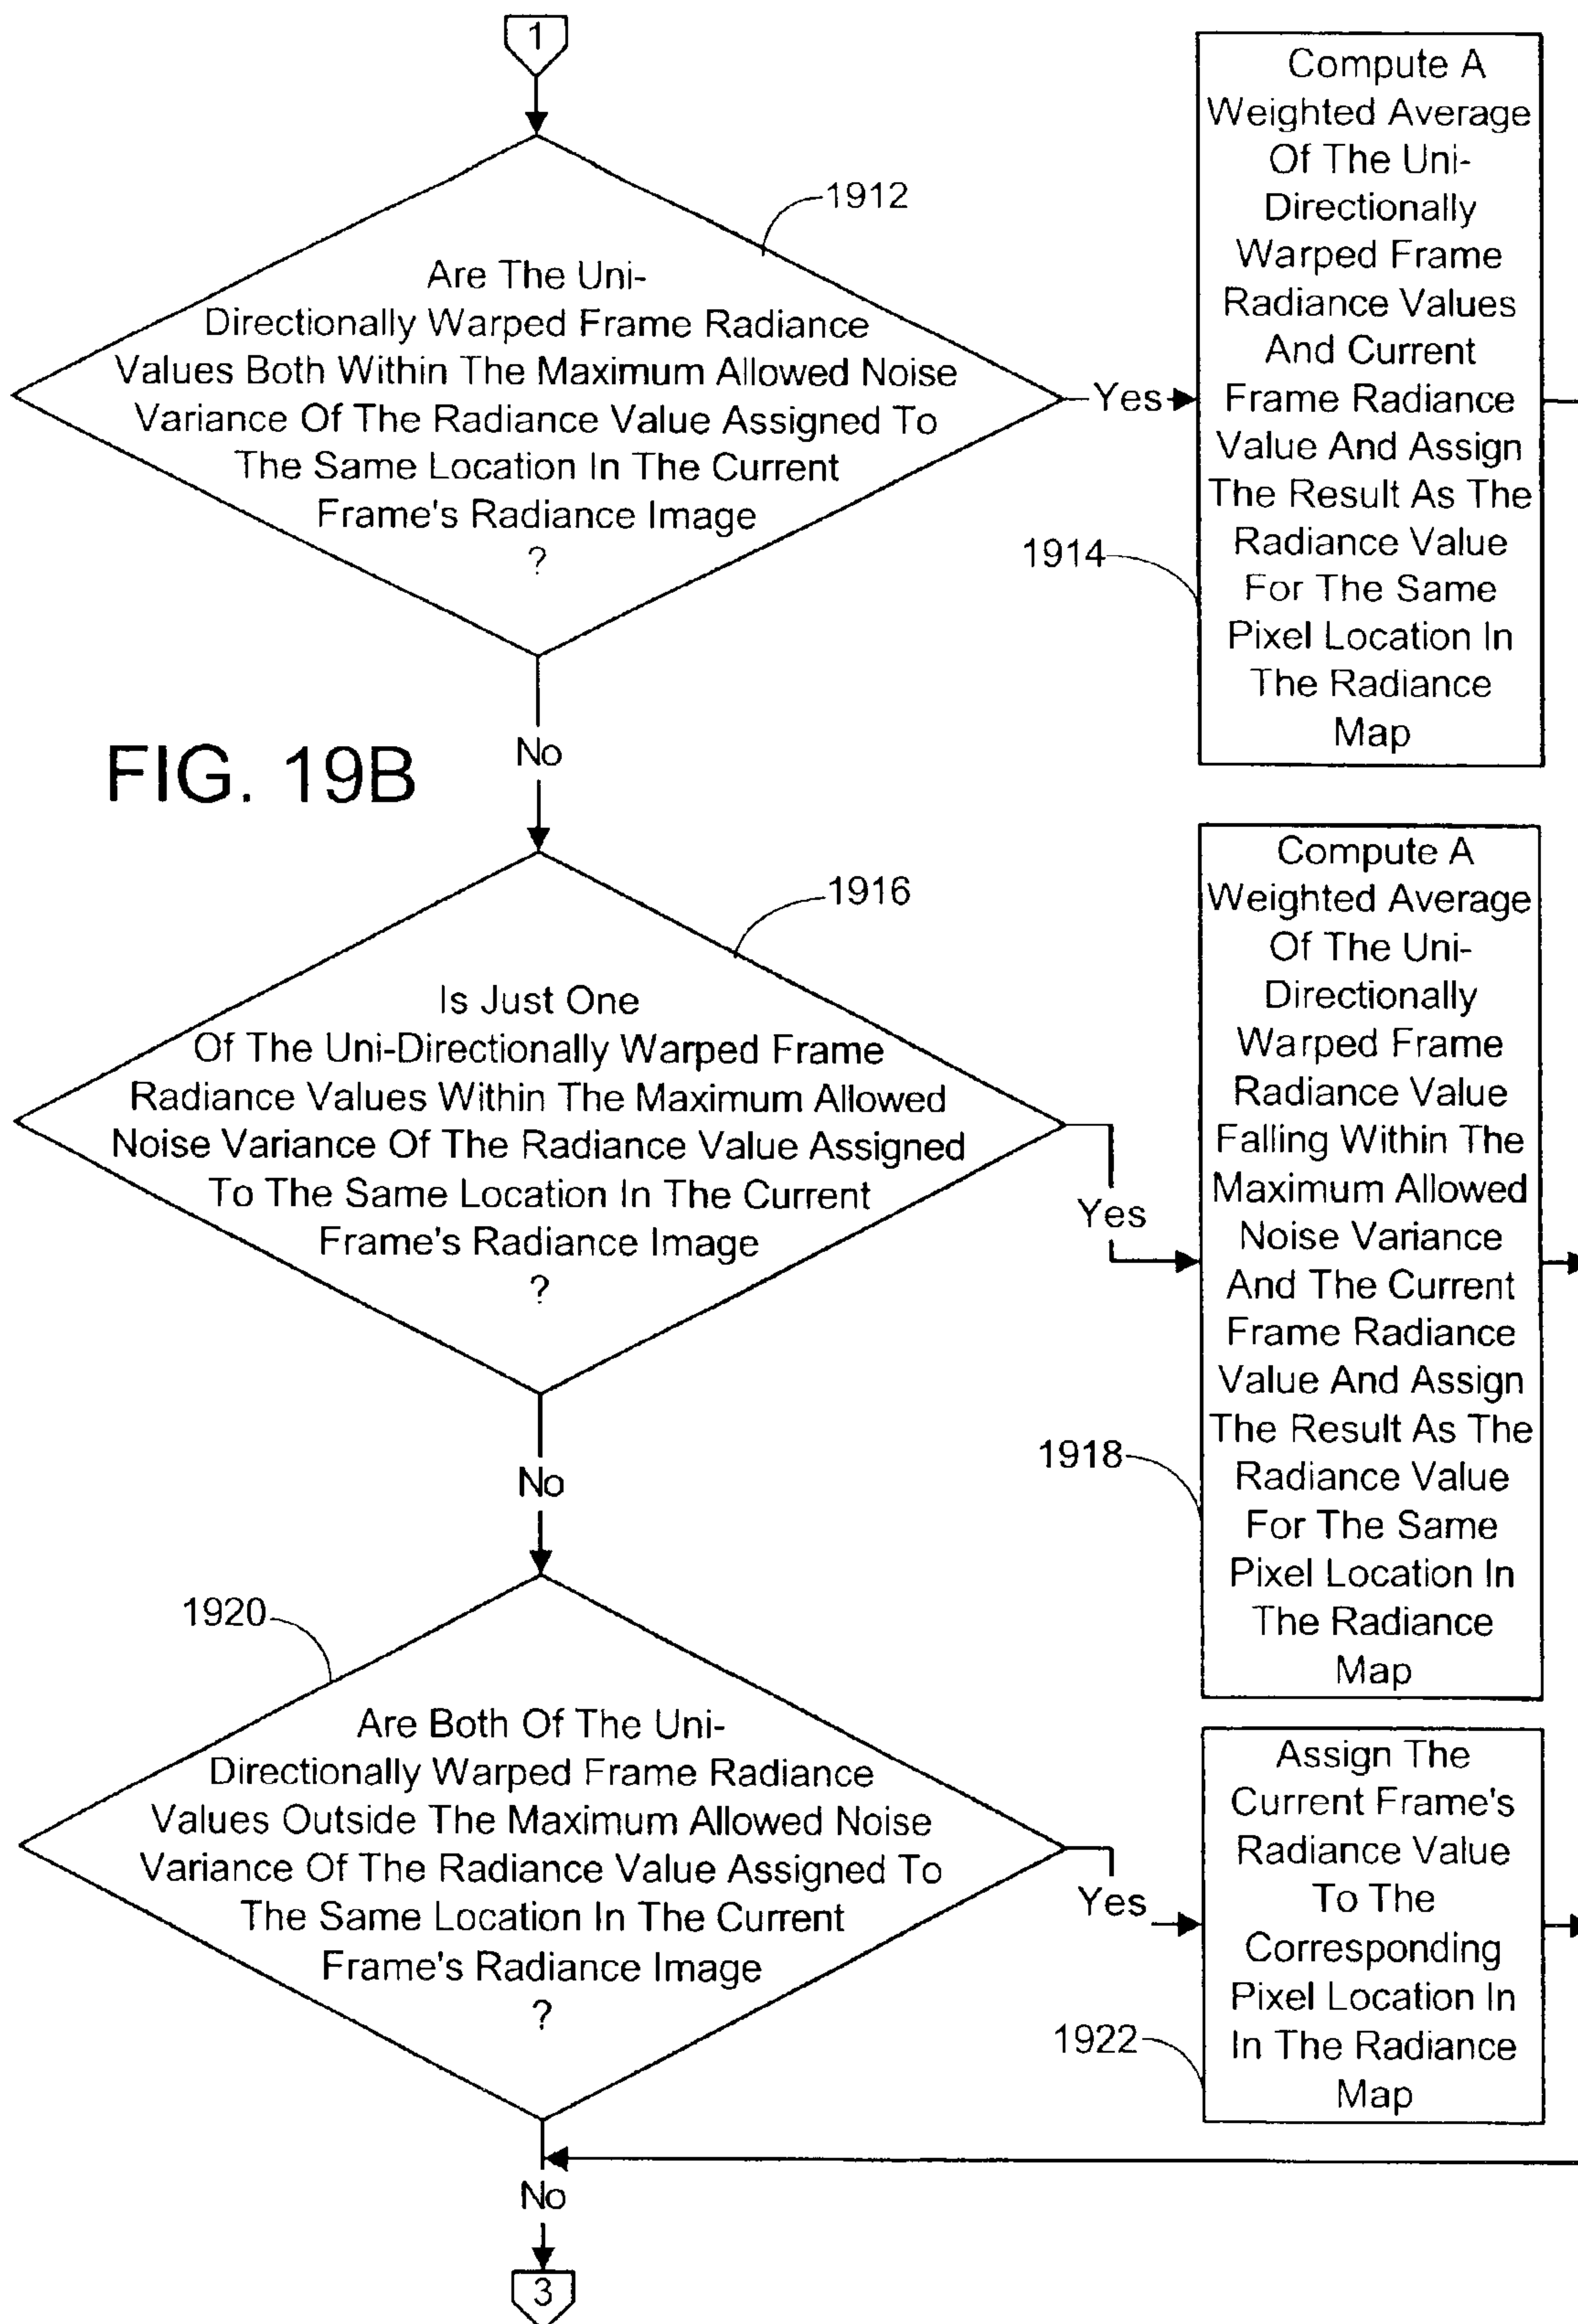 1
1912
Are The Uni-
Directionally Warped Frame Radiance
Values Both Within The Maximum Allowed Noise
Variance Of The Radiance Value Assigned To
The Same Location In The Current
Frame's Radiance Image
?
Yes
Compute A
Weighted Average
Of The Uni-
Directionally
Warped Frame
Radiance Values
And Current
Frame Radiance
Value And Assign
The Result As The
Radiance Value
For The Same
Pixel Location In
The Radiance
Map
1914
No
FIG. 19B
1916
Is Just One
Of The Uni-Directionally Warped Frame
Radiance Values Within The Maximum Allowed
Noise Variance Of The Radiance Value Assigned
To The Same Location In The Current
Frame's Radiance Image
?
Yes
Compute A
Weighted Average
Of The Uni-
Directionally
Warped Frame
Radiance Value
Falling Within The
Maximum Allowed
Noise Variance
And The Current
Frame Radiance
Value And Assign
The Result As The
Radiance Value
For The Same
Pixel Location In
The Radiance
Map
1918
No
1920
Are Both Of The Uni-
Directionally Warped Frame Radiance
Values Outside The Maximum Allowed Noise
Variance Of The Radiance Value Assigned To
The Same Location In The Current
Frame's Radiance Image
?
Yes
Assign The
Current Frame's
Radiance Value
To The
Corresponding
Pixel Location In
In The Radiance
Map
1922
No
3